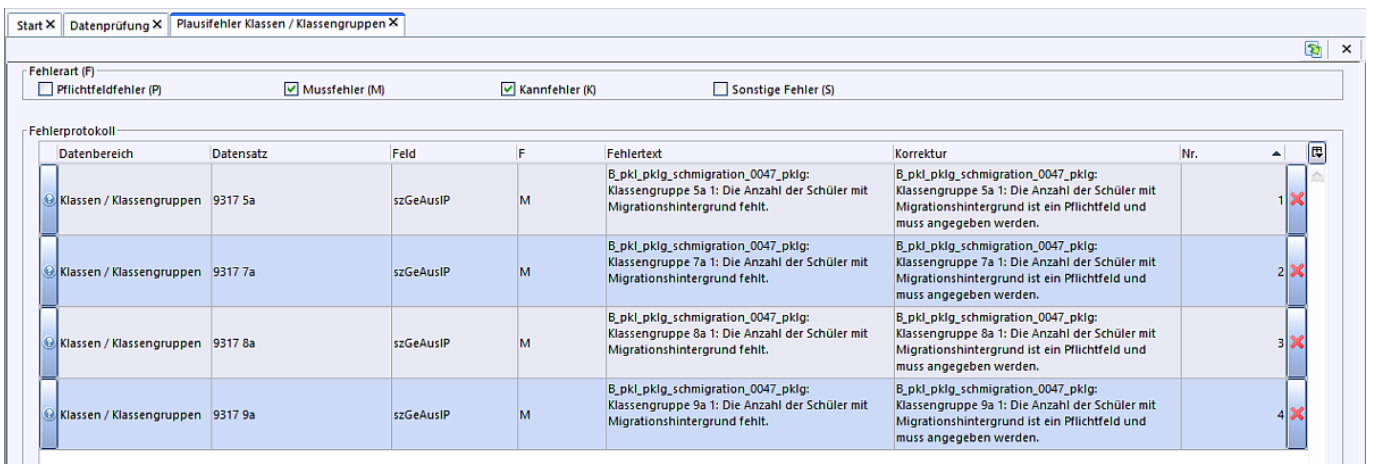 Start X Datenprüfung X Plausifehler Klassen / Klassengruppen X
Fehlerart (F)
Pflichtfeldfehler (P) Mussfehler (M) Kannfehler (K) Sonstige Fehler (S)
Fehlerprotokoll
Datenbereich Datensatz Feld F Fehlertext Korrektur Nr.
Klassen / Klassengruppen 9317 5a szGeAusIP M
B_pkl_pklg_schmigration_0047_pklg:
Klassengruppe 5a 1: Die Anzahl der Schüler mit
Migrationshintergrund fehlt.
B_pkl_pklg_schmigration_0047_pklg:
Klassengruppe 5a 1: Die Anzahl der Schüler mit
Migrationshintergrund ist ein Pflichtfeld und
muss angegeben werden.
1
Klassen / Klassengruppen 9317 7a szGeAusIP M
B_pkl_pklg_schmigration_0047_pklg:
Klassengruppe 7a 1: Die Anzahl der Schüler mit
Migrationshintergrund fehlt.
B_pkl_pklg_schmigration_0047_pklg:
Klassengruppe 7a 1: Die Anzahl der Schüler mit
Migrationshintergrund ist ein Pflichtfeld und
muss angegeben werden.
2
Klassen / Klassengruppen 9317 8a szGeAusIP M
B_pkl_pklg_schmigration_0047_pklg:
Klassengruppe 8a 1: Die Anzahl der Schüler mit
Migrationshintergrund fehlt.
B_pkl_pklg_schmigration_0047_pklg:
Klassengruppe 8a 1: Die Anzahl der Schüler mit
Migrationshintergrund ist ein Pflichtfeld und
muss angegeben werden.
3
Klassen / Klassengruppen 9317 9a szGeAusIP M
B_pkl_pklg_schmigration_0047_pklg:
Klassengruppe 9a 1: Die Anzahl der Schüler mit
Migrationshintergrund fehlt.
B_pkl_pklg_schmigration_0047_pklg:
Klassengruppe 9a 1: Die Anzahl der Schüler mit
Migrationshintergrund ist ein Pflichtfeld und
muss angegeben werden.
4